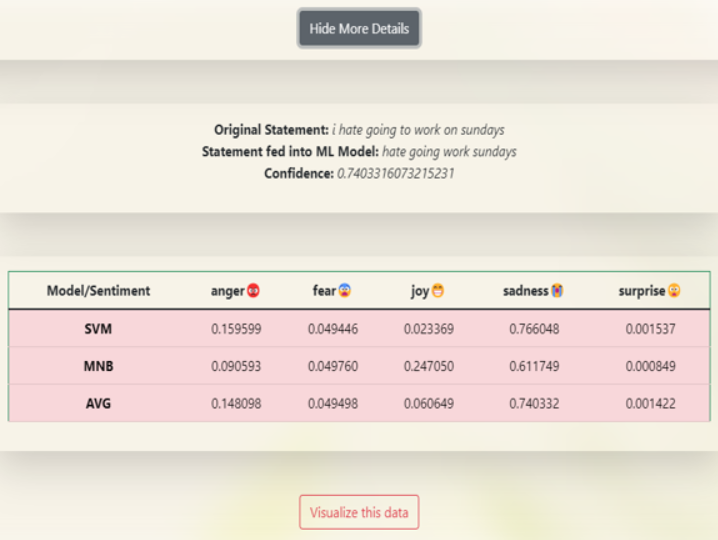 Hide More Details
Original Statement: i hate going to work on sundays
Statement fed into ML Model: hate going work sundays
Confidence: 0.7403316073215231
Model/Sentiment anger😡 fear😨 joy😁 sadness😭 surprise😲
SVM 0.159599 0.049446 0.023369 0.766048 0.001537
MNB 0.090593 0.049760 0.247050 0.611749 0.000849
AVG 0.148098 0.049498 0.060649 0.740332 0.001422
Visualize this data